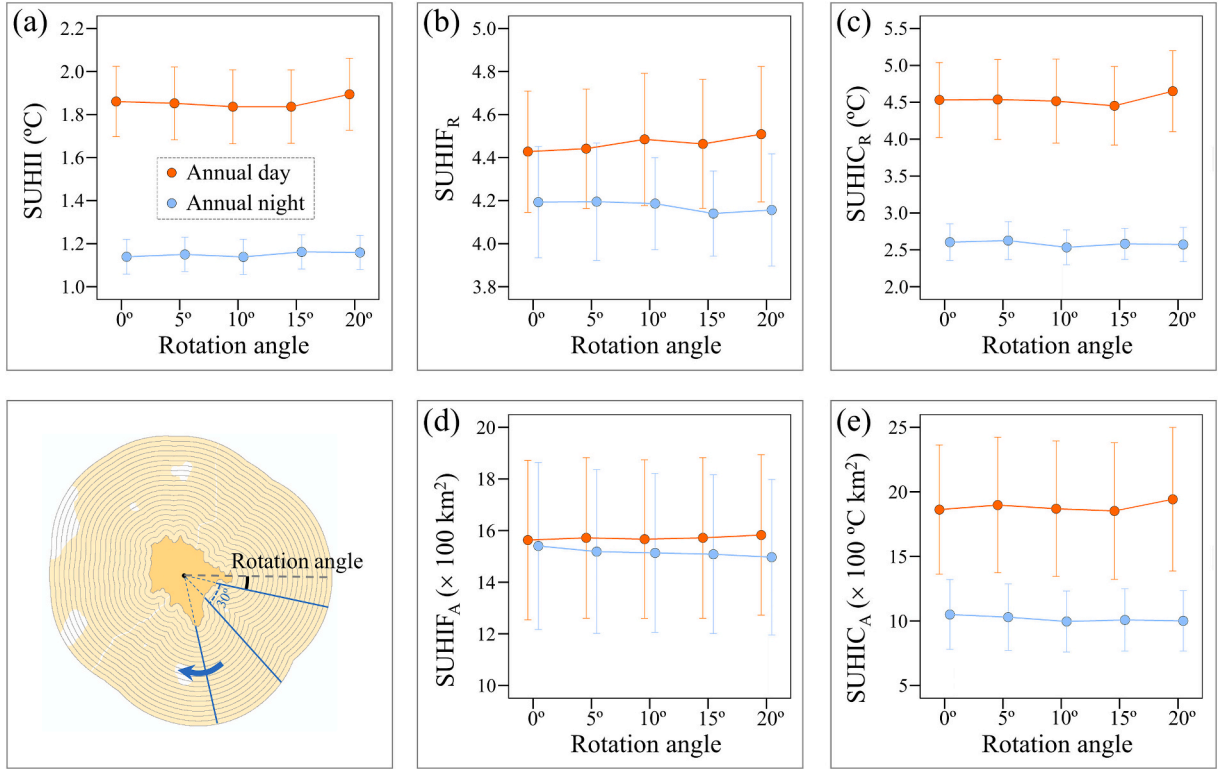 (a)
SUHII (ºC)
2.2
2.0
1.8
1.6
1.4
1.2
1.0
Annual day
Annual night
0º 5º 10º 15º 20º
Rotation angle
(b)
SUHIF_R
5.0
4.8
4.6
4.4
4.2
4.0
3.8
0º 5º 10º 15º 20º
Rotation angle
(c)
SUHIC_R (ºC)
5.5
5.0
4.5
4.0
3.5
3.0
2.5
2.0
0º 5º 10º 15º 20º
Rotation angle
Rotation angle
30º
(d)
SUHIF_A (× 100 km²)
20
18
16
14
12
10
0º 5º 10º 15º 20º
Rotation angle
(e)
SUHIC_A (× 100 ºC km²)
25
20
15
10
5
0º 5º 10º 15º 20º
Rotation angle